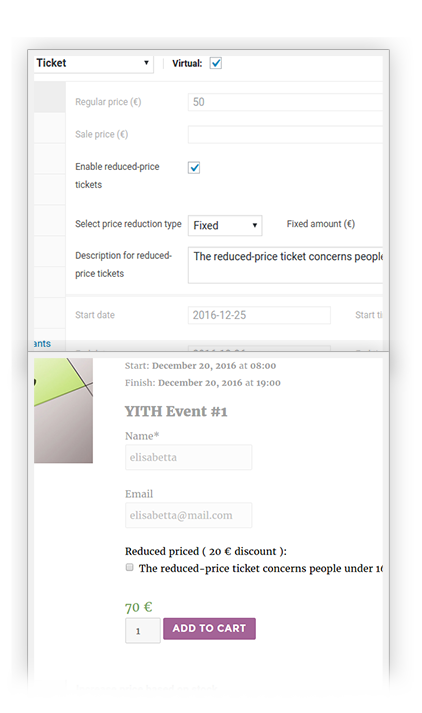 Ticket Virtual:
Regular price (€) 50
Sale price (€)
Enable reduced-price
tickets
Select price reduction type Fixed Fixed amount (€)
Description for reduced-
price tickets
The reduced-price ticket concerns people
Start date 2016-12-25 Start ti
ants
Start: December 20, 2016 at 08:00
Finish: December 20, 2016 at 19:00
YITH Event #1
Name*
elisabetta
Email
elisabetta@mail.com
Reduced priced ( 20 € discount ):
The reduced-price ticket concerns people under
70 €
1 ADD TO CART